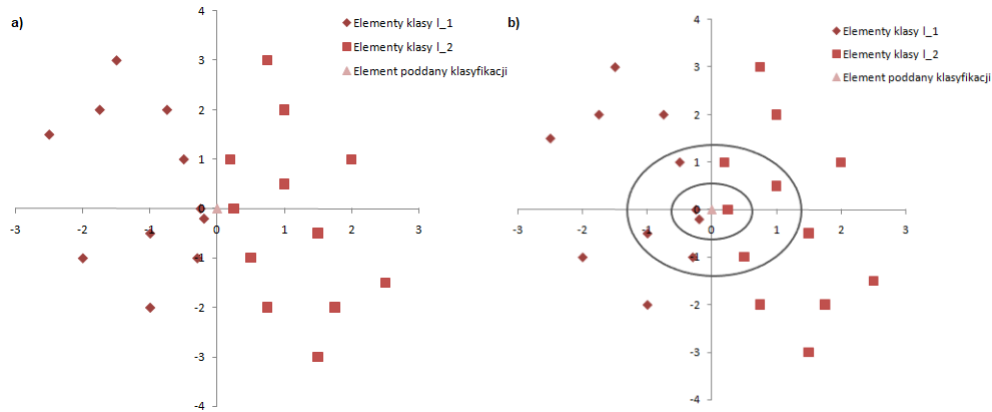 a)
Elementy klasy l_1
Elementy klasy l_2
Element poddany klasyfikacji
4
3
2
1
0
-3 -2 -1 0 1 2 3
-1
-2
-3
-4
b)
Elementy klasy l_1
Elementy klasy l_2
Element poddany klasyfikacji
4
3
2
1
0
-3 -2 -1 0 1 2 3
-1
-2
-3
-4